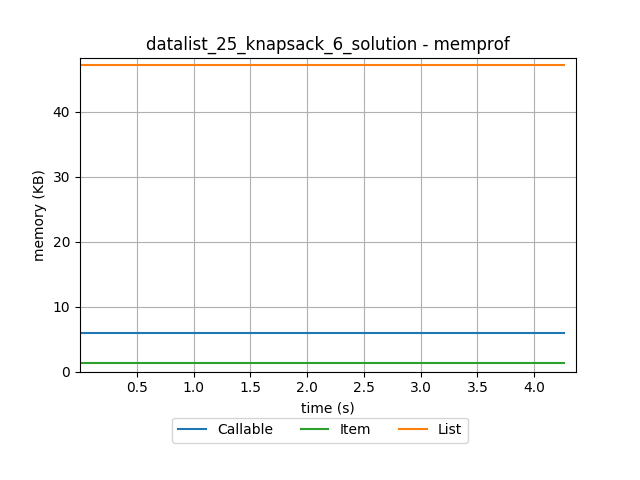 datalist_25_knapsack_6_solution - memprof
memory (KB)
40
30
20
10
0
0.5 1.0 1.5 2.0 2.5 3.0 3.5 4.0
time (s)
Callable Item List